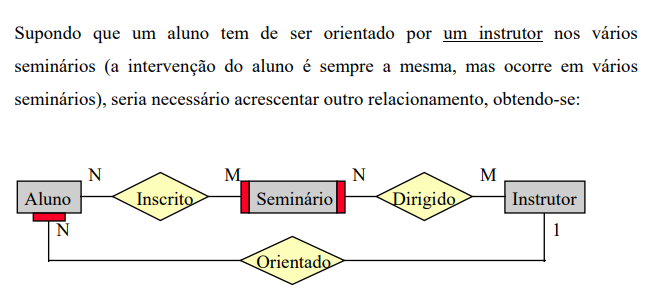 Supondo que um aluno tem de ser orientado por um instrutor nos vários
seminários (a intervenção do aluno é sempre a mesma, mas ocorre em vários
seminários), seria necessário acrescentar outro relacionamento, obtendo-se:
N M N M
Aluno Inscrito Seminário Dirigido Instrutor
N 1
Orientado